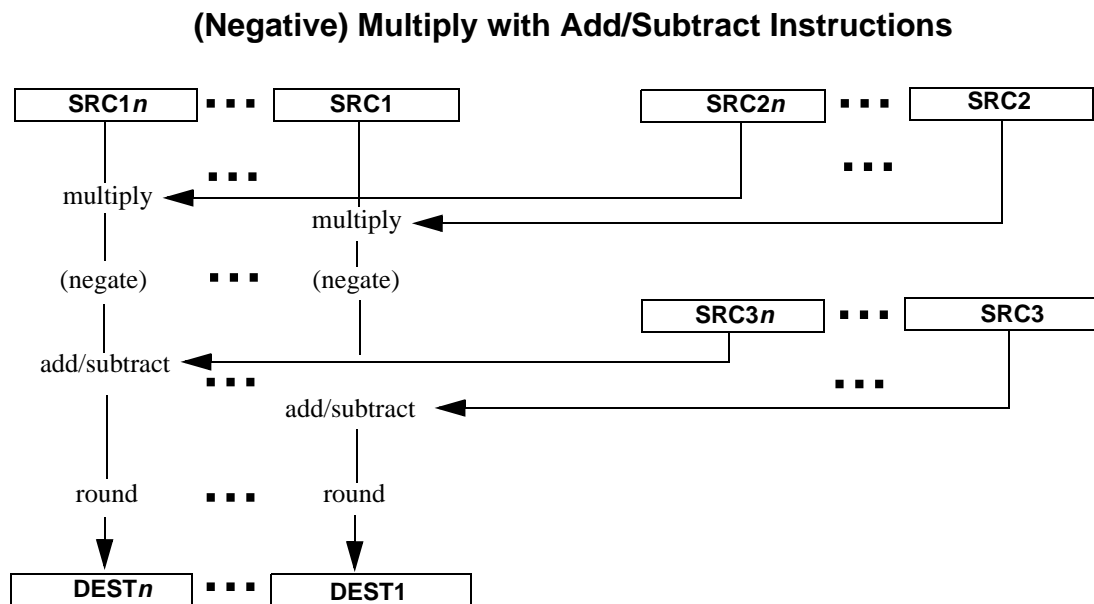 (Negative) Multiply with Add/Subtract Instructions
SRC1n ... SRC1 SRC2n ... SRC2
... ...
multiply
multiply
(negate) ... (negate)
SRC3n ... SRC3
add/subtract ... ...
add/subtract
round ... round
DESTn ... DEST1